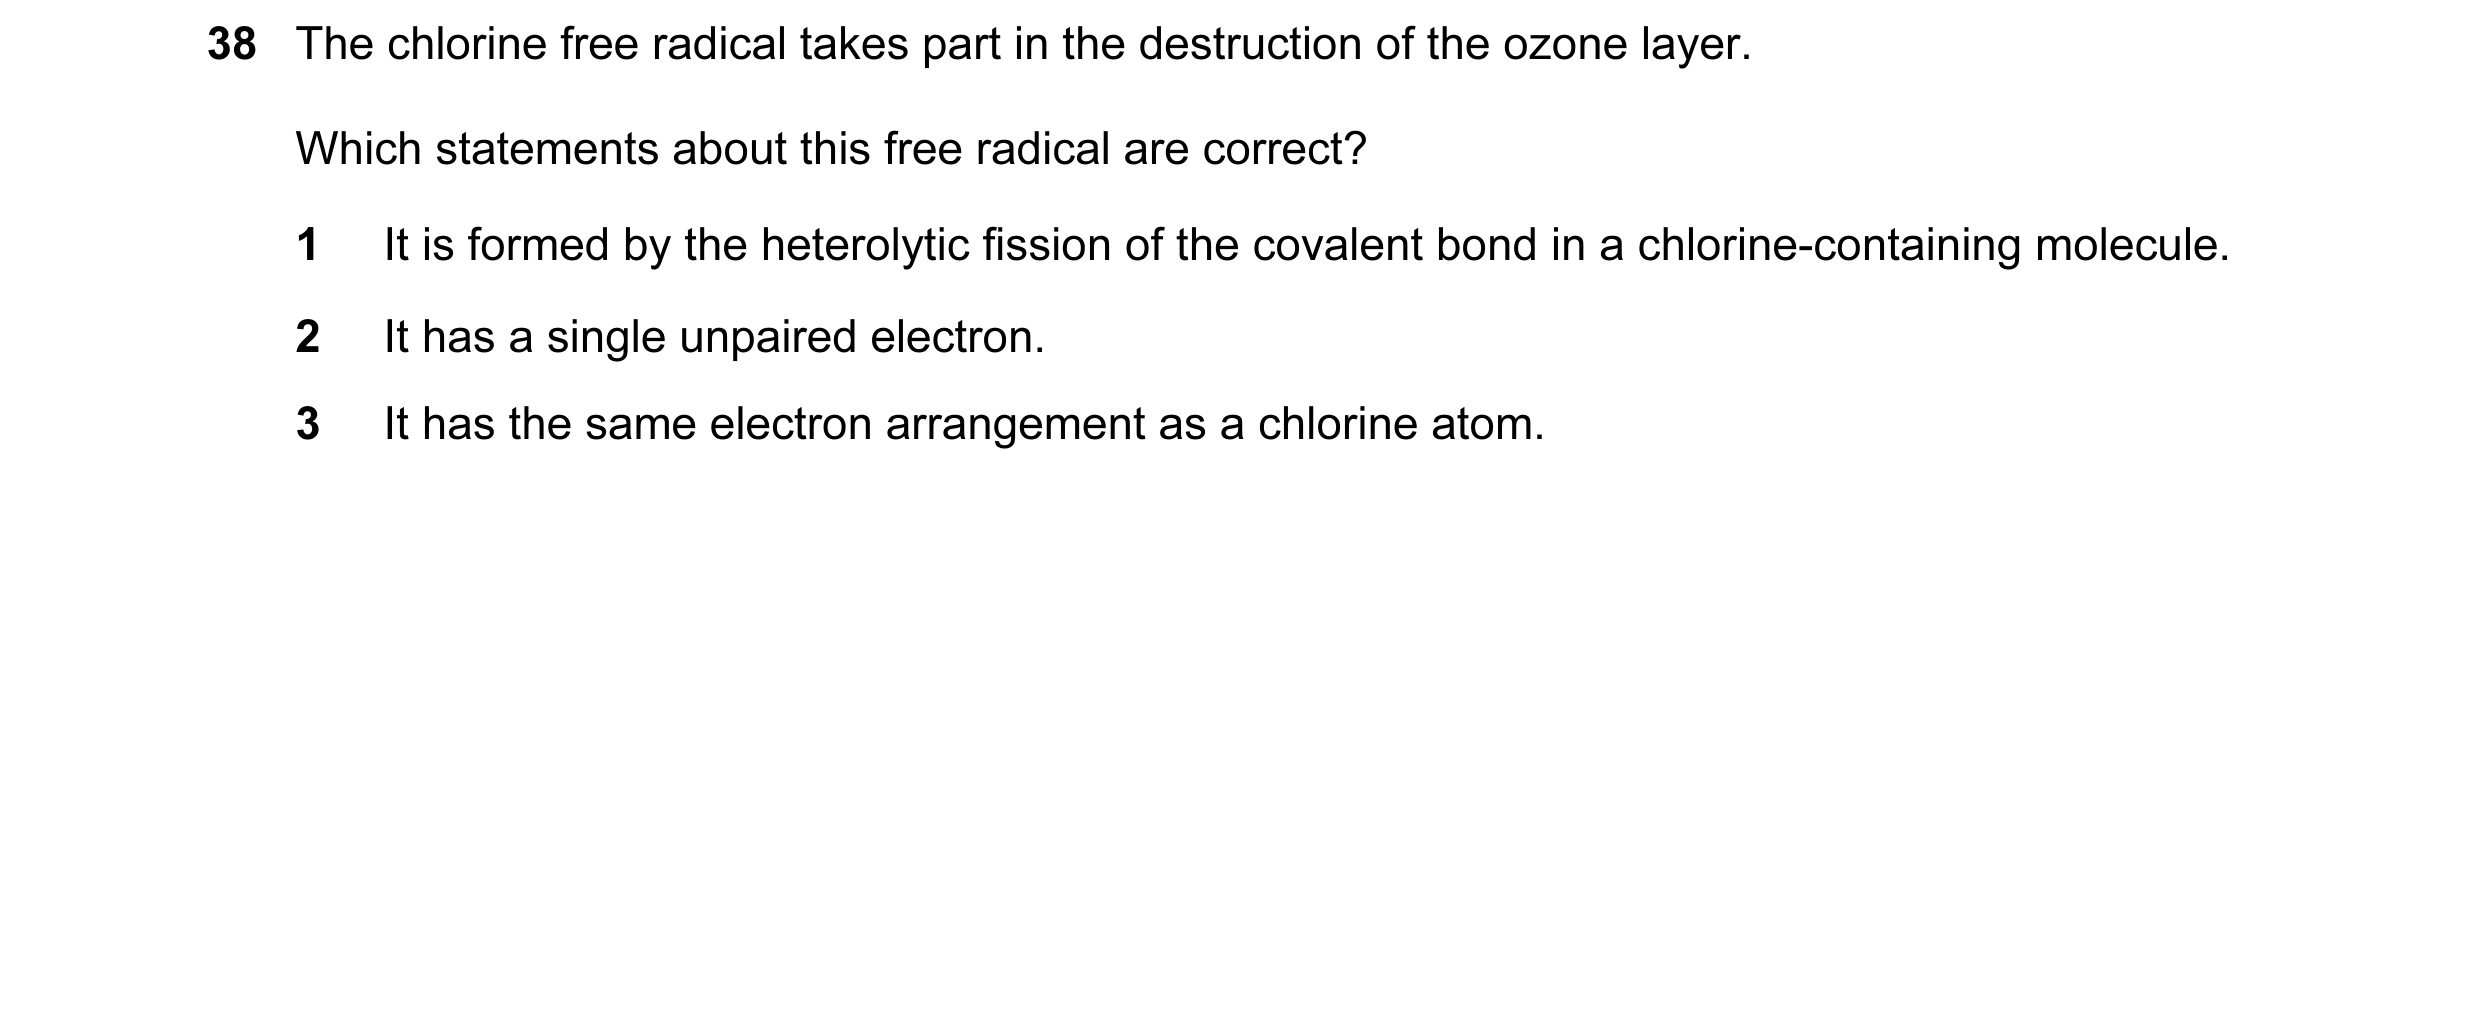 38 The chlorine free radical takes part in the destruction of the ozone layer.
Which statements about this free radical are correct?
1 It is formed by the heterolytic fission of the covalent bond in a chlorine-containing molecule.
2 It has a single unpaired electron.
3 It has the same electron arrangement as a chlorine atom.